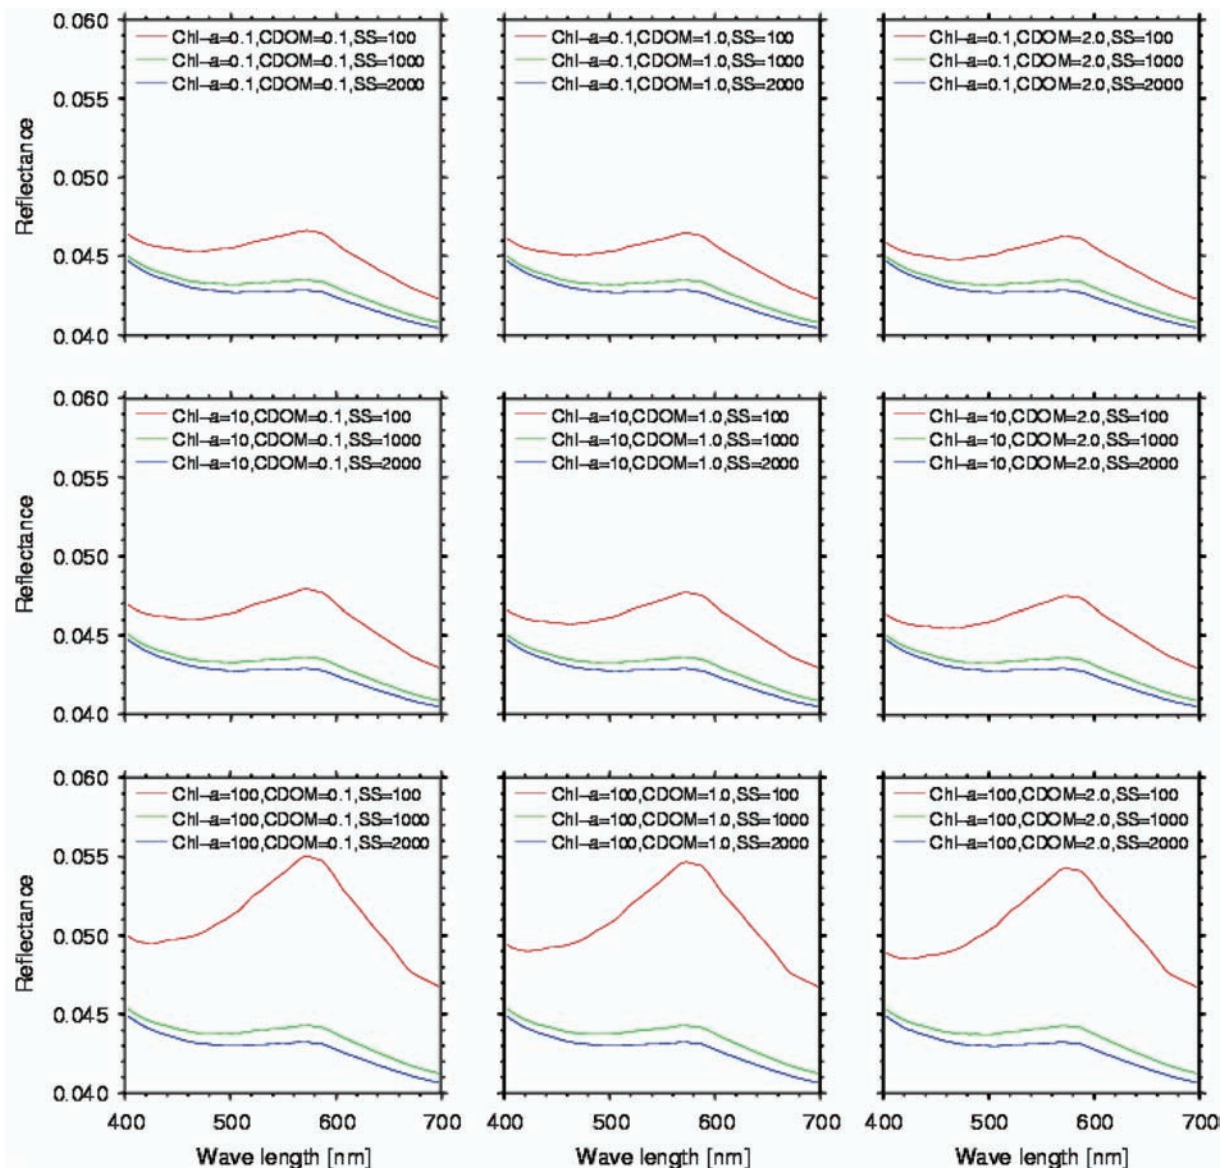 0.060
0.055
0.050
0.045
0.040
Reflectance
Chl-a=0.1,CDOM=0.1,SS=100
Chl-a=0.1,CDOM=0.1,SS=1000
Chl-a=0.1,CDOM=0.1,SS=2000
Chl-a=0.1,CDOM=1.0,SS=100
Chl-a=0.1,CDOM=1.0,SS=1000
Chl-a=0.1,CDOM=1.0,SS=2000
Chl-a=0.1,CDOM=2.0,SS=100
Chl-a=0.1,CDOM=2.0,SS=1000
Chl-a=0.1,CDOM=2.0,SS=2000
0.060
0.055
0.050
0.045
0.040
Reflectance
Chl-a=10,CDOM=0.1,SS=100
Chl-a=10,CDOM=0.1,SS=1000
Chl-a=10,CDOM=0.1,SS=2000
Chl-a=10,CDOM=1.0,SS=100
Chl-a=10,CDOM=1.0,SS=1000
Chl-a=10,CDOM=1.0,SS=2000
Chl-a=10,CDOM=2.0,SS=100
Chl-a=10,CDOM=2.0,SS=1000
Chl-a=10,CDOM=2.0,SS=2000
0.060
0.055
0.050
0.045
0.040
Reflectance
Chl-a=100,CDOM=0.1,SS=100
Chl-a=100,CDOM=0.1,SS=1000
Chl-a=100,CDOM=0.1,SS=2000
Chl-a=100,CDOM=1.0,SS=100
Chl-a=100,CDOM=1.0,SS=1000
Chl-a=100,CDOM=1.0,SS=2000
Chl-a=100,CDOM=2.0,SS=100
Chl-a=100,CDOM=2.0,SS=1000
Chl-a=100,CDOM=2.0,SS=2000
400 500 600 700
400 500 600 700
400 500 600 700
Wave length [nm]
Wave length [nm]
Wave length [nm]